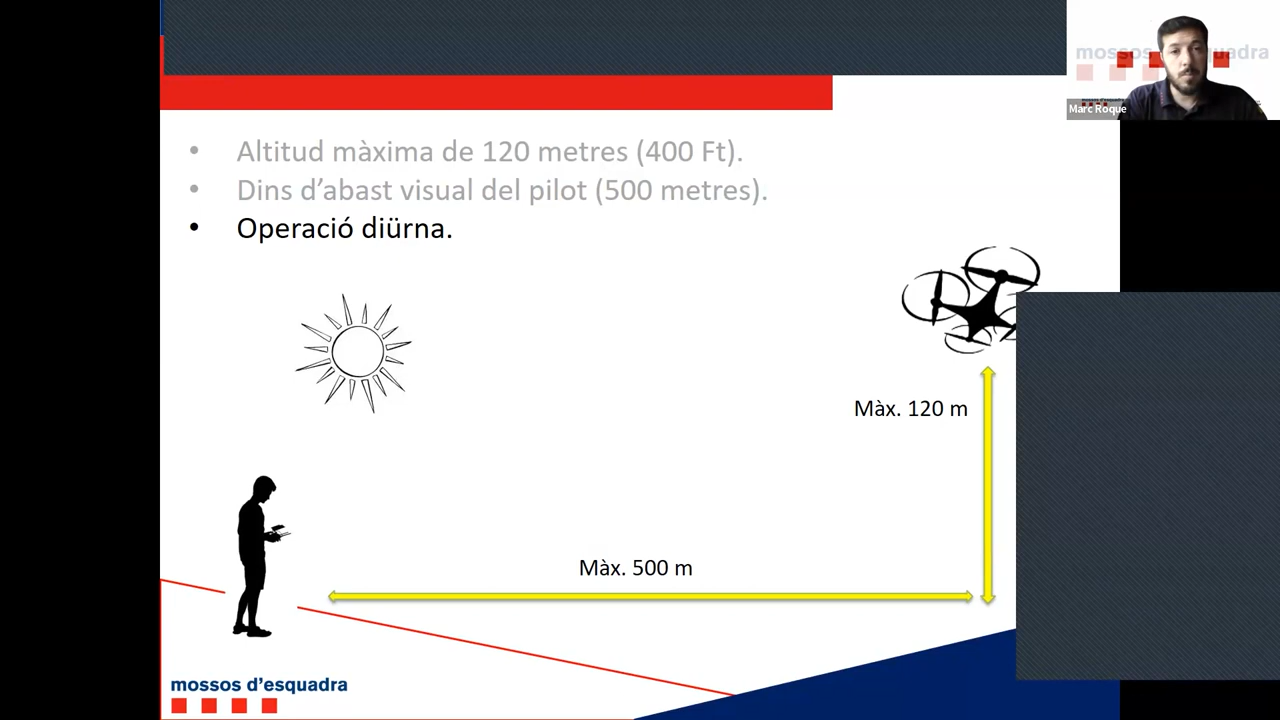 mossos d'esquadra
Marc Roque
• Altitud màxima de 120 metres (400 Ft).
• Dins d’abast visual del pilot (500 metres).
• Operació diürna.
Màx. 120 m
Màx. 500 m
mossos d’esquadra